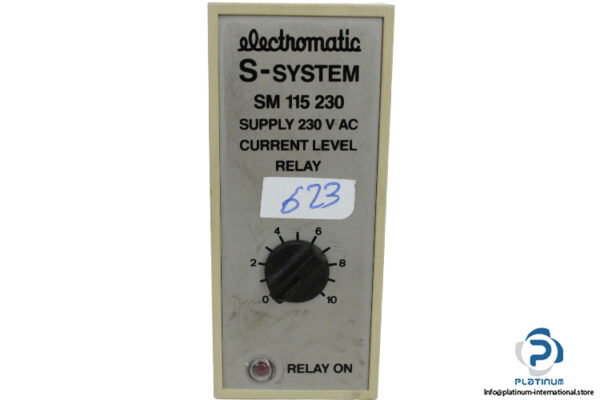 electromatic
S-SYSTEM
SM 115 230
SUPPLY 230 V AC
CURRENT LEVEL
RELAY
623
4 6
2 8
0 10
RELAY ON
PLATINUM
Info@platinum-international.store